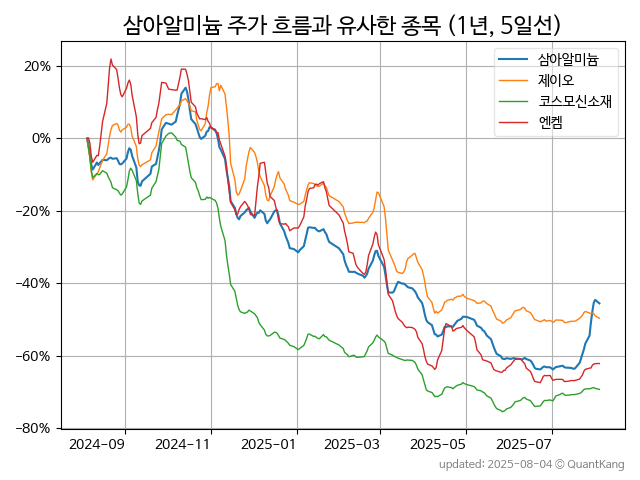 삼아알미늄 주가 흐름과 유사한 종목 (1년, 5일선)
삼아알미늄
제이오
코스모신소재
엔켐
20%
0%
−20%
−40%
−60%
−80%
2024-09 2024-11 2025-01 2025-03 2025-05 2025-07
updated: 2025-08-04 © QuantKang